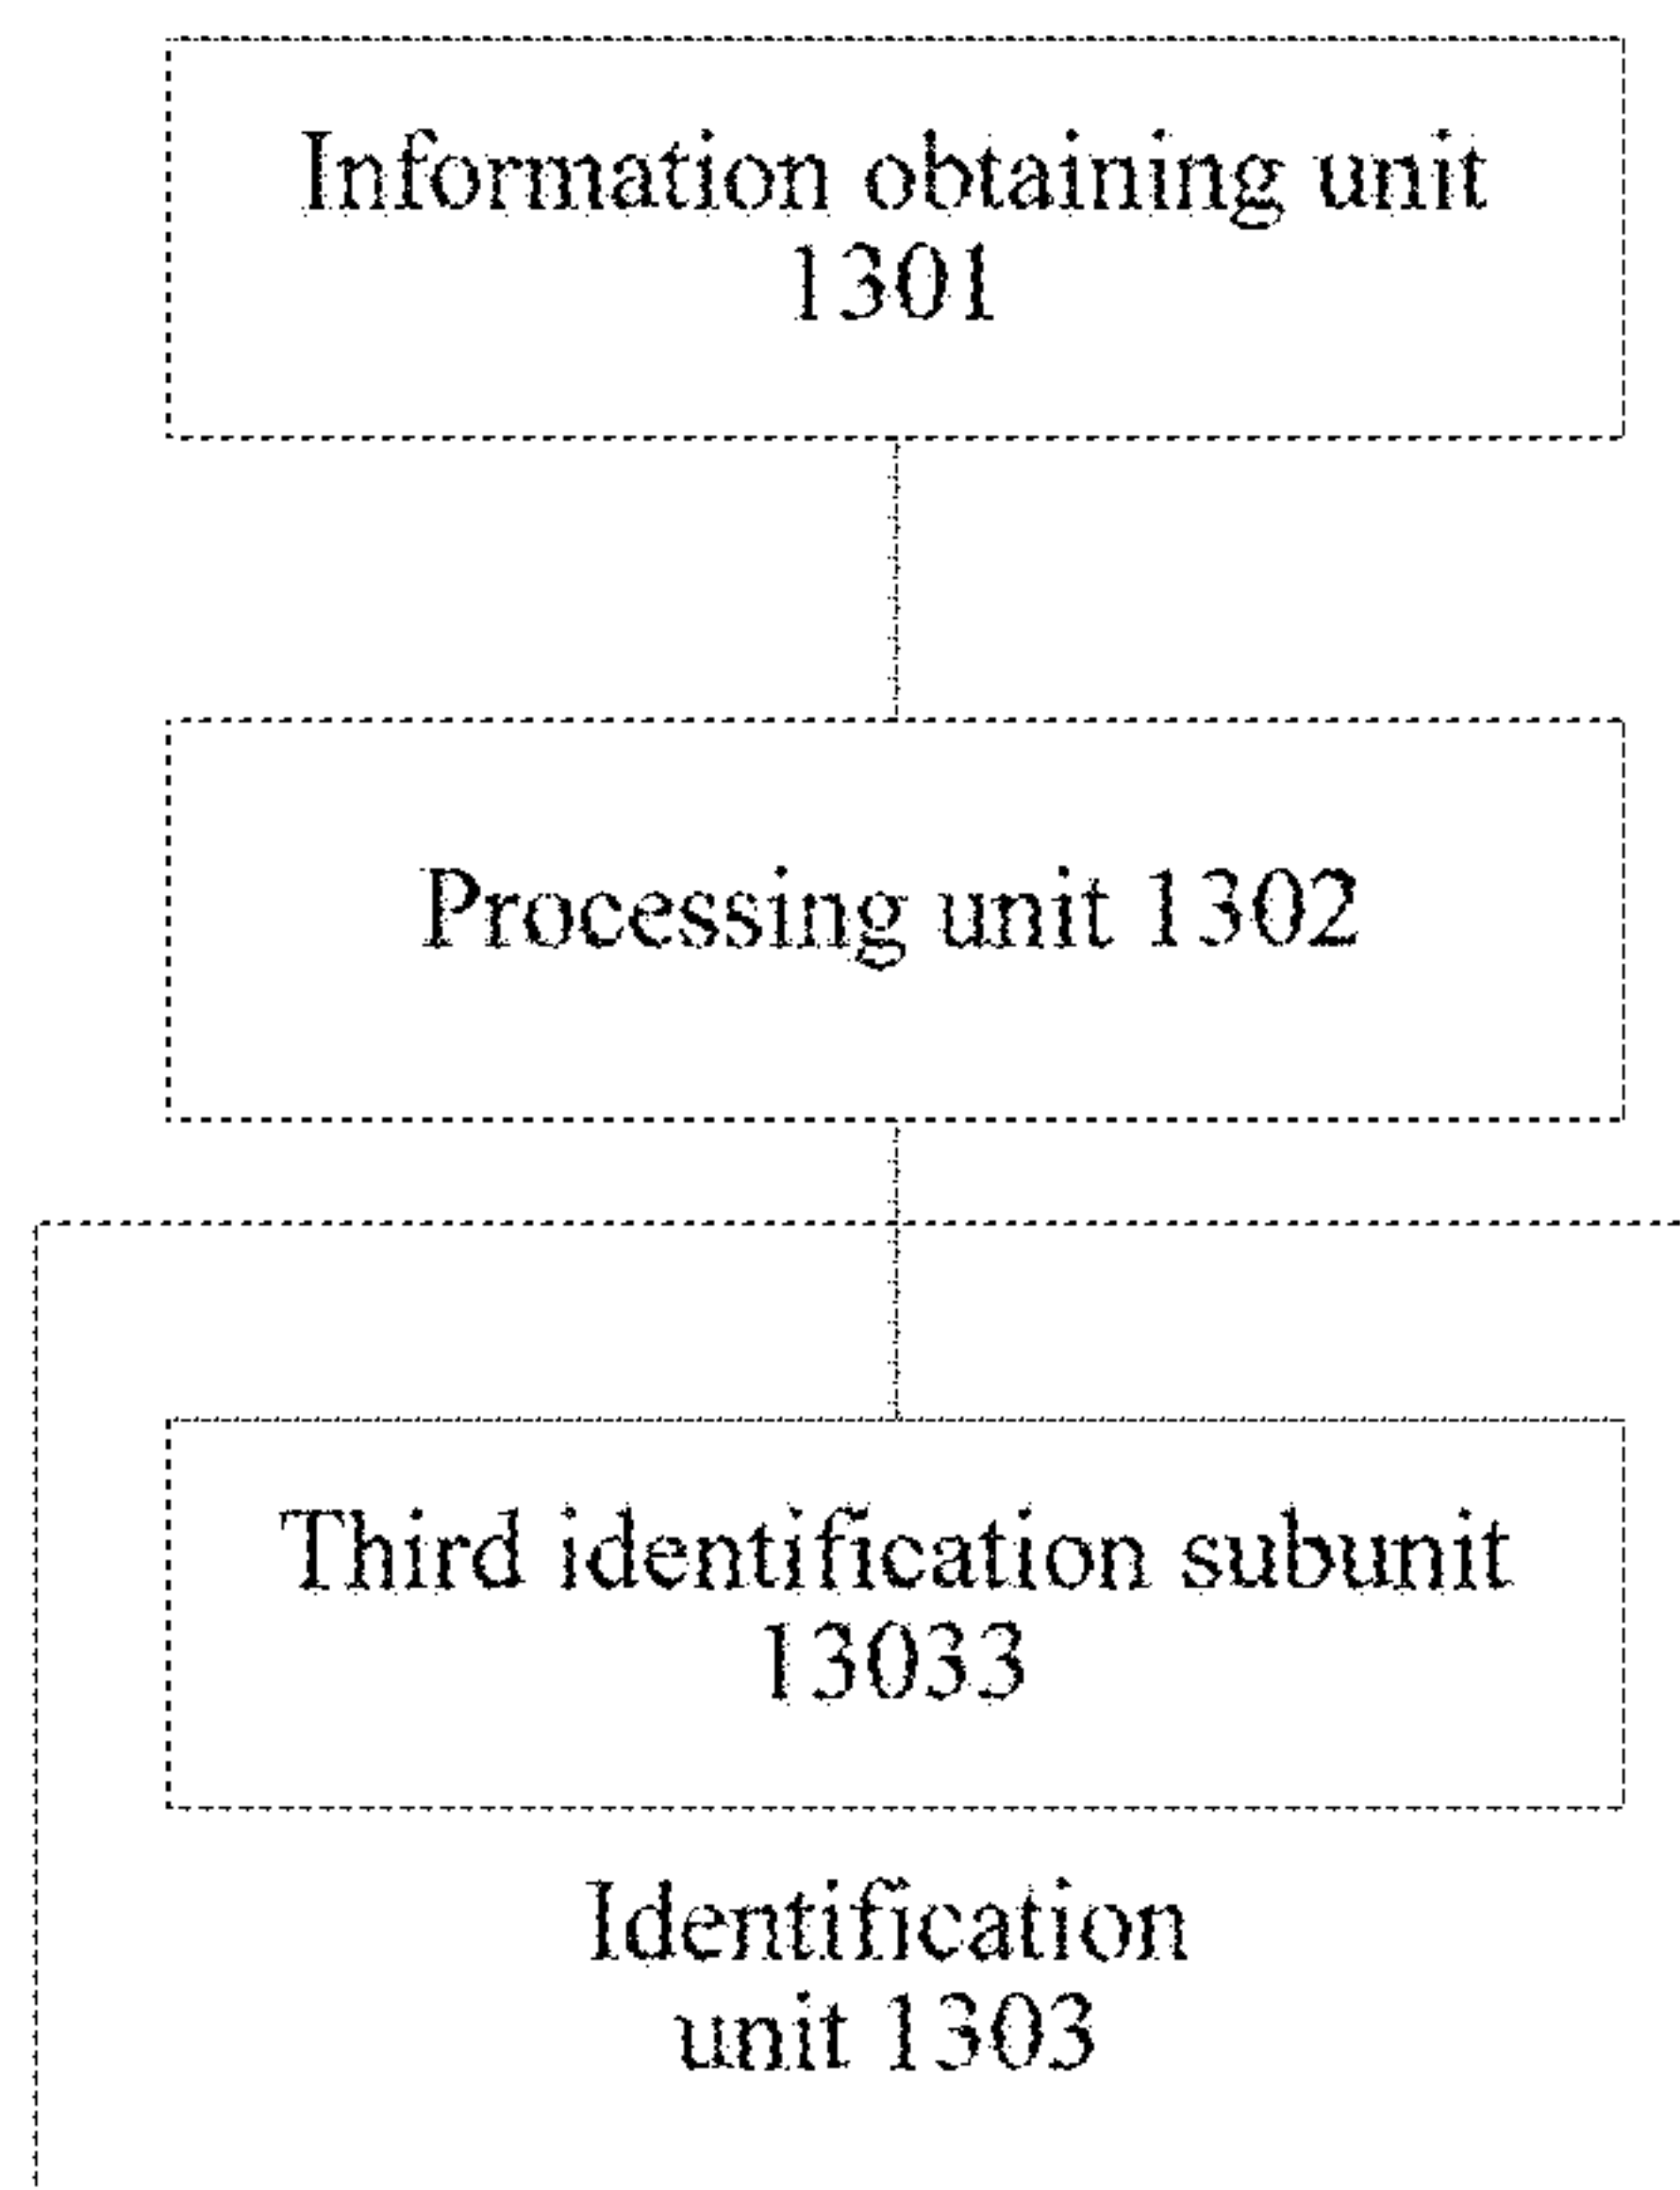 Information obtaining unit
1301
Processing unit 1302
Third identification subunit
13033
Identification
unit 1303